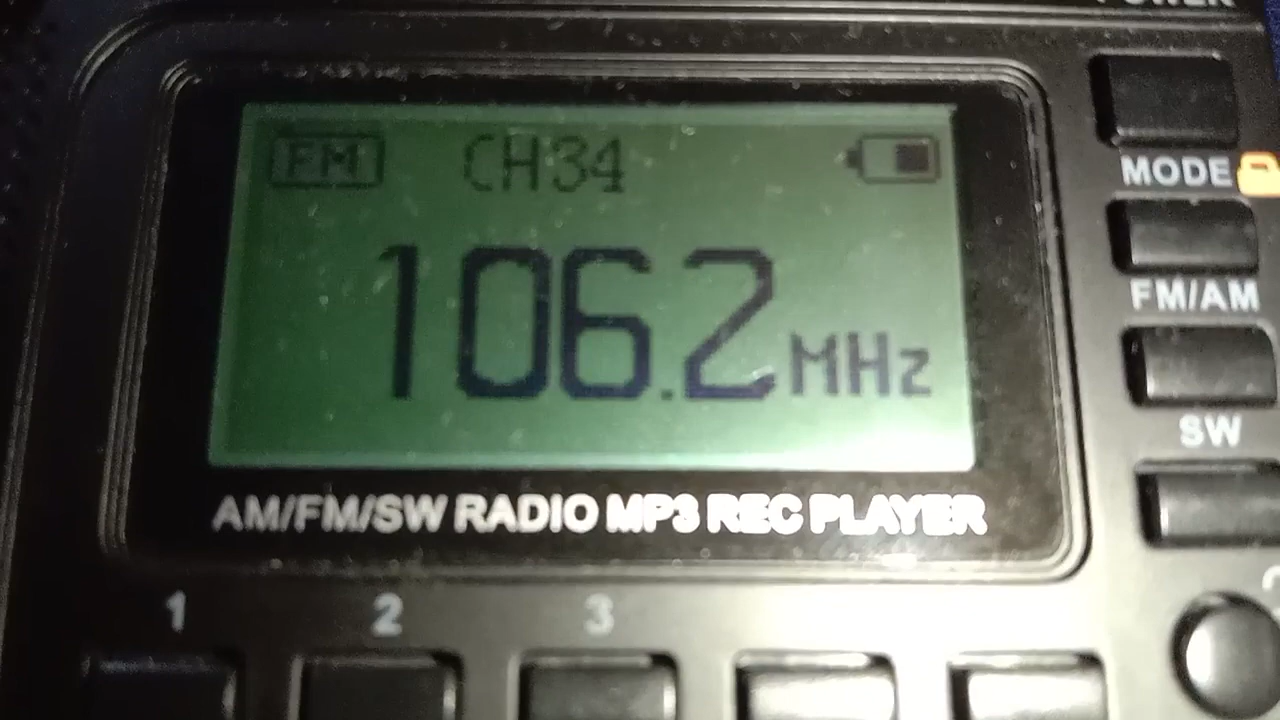 POWER
FM CH34
MODE
106.2 MHz
FM/AM
SW
AM/FM/SW RADIO MP3 REC PLAYER
1 2 3